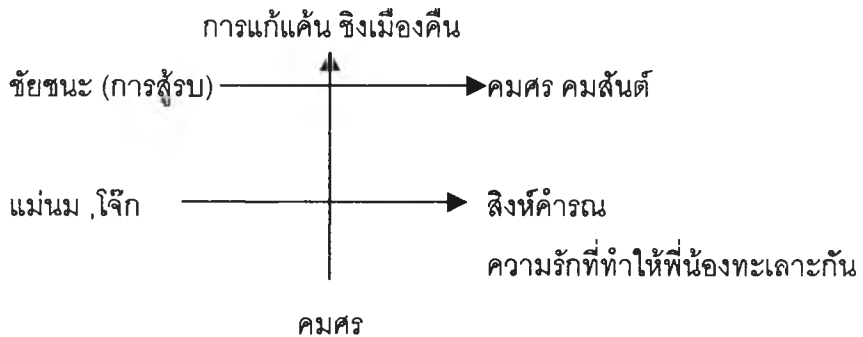 การแก้แค้น ชิงเมืองคืน
ชัยชนะ (การสู้รบ) คมศร คมสันต์
แม่นม ,โจ๊ก สิงห์คำรณ
ความรักที่ทำให้พี่น้องทะเลาะกัน
คมศร